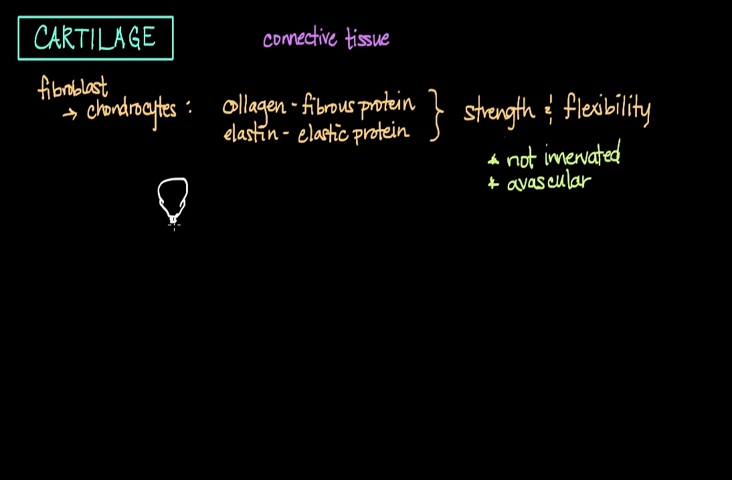 CARTILAGE
connective tissue
fibroblast
→ chondrocytes :
collagen - fibrous protein
elastin - elastic protein
strength & flexibility
* not innervated
* avascular